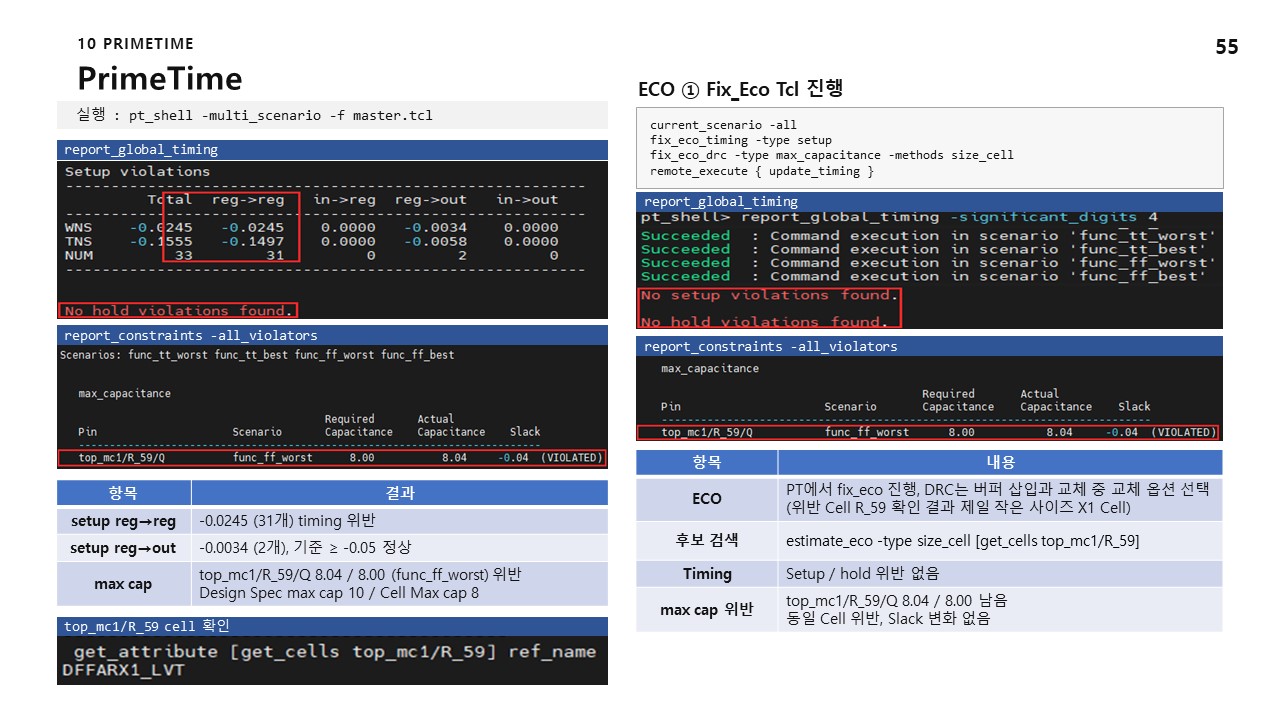 10 PRIMETIME
55
PrimeTime
실행 : pt_shell -multi_scenario -f master.tcl
report_global_timing
Setup violations
--------------------------------------------------------------
Total reg->reg in->reg reg->out in->out
--------------------------------------------------------------
WNS -0.0245 -0.0245 0.0000 -0.0034 0.0000
TNS -0.1555 -0.1497 0.0000 -0.0058 0.0000
NUM 33 31 0 2 0
--------------------------------------------------------------
No hold violations found.
report_constraints -all_violators
Scenarios: func_tt_worst func_tt_best func_ff_worst func_ff_best
max_capacitance
Required Actual
Pin Scenario Capacitance Capacitance Slack
--------------------------------------------------------------
top_mc1/R_59/Q func_ff_worst 8.00 8.04 -0.04 (VIOLATED)
항목 결과
setup reg→reg -0.0245 (31개) timing 위반
setup reg→out -0.0034 (2개), 기준 ≥ -0.05 정상
max cap top_mc1/R_59/Q 8.04 / 8.00 (func_ff_worst) 위반
Design Spec max cap 10 / Cell Max cap 8
top_mc1/R_59 cell 확인
get_attribute [get_cells top_mc1/R_59] ref_name
DFFARX1_LVT
ECO ① Fix_Eco Tcl 진행
current_scenario -all
fix_eco_timing -type setup
fix_eco_drc -type max_capacitance -methods size_cell
remote_execute { update_timing }
report_global_timing
pt_shell> report_global_timing -significant_digits 4
Succeeded : Command execution in scenario 'func_tt_worst'
Succeeded : Command execution in scenario 'func_tt_best'
Succeeded : Command execution in scenario 'func_ff_worst'
Succeeded : Command execution in scenario 'func_ff_best'
No setup violations found.
No hold violations found.
report_constraints -all_violators
max_capacitance
Required Actual
Pin Scenario Capacitance Capacitance Slack
--------------------------------------------------------------
top_mc1/R_59/Q func_ff_worst 8.00 8.04 -0.04 (VIOLATED)
항목 내용
ECO PT에서 fix_eco 진행, DRC는 버퍼 삽입과 교체 중 교체 옵션 선택
(위반 Cell R_59 확인 결과 제일 작은 사이즈 X1 Cell)
후보 검색 estimate_eco -type size_cell [get_cells top_mc1/R_59]
Timing Setup / hold 위반 없음
max cap 위반 top_mc1/R_59/Q 8.04 / 8.00 남음
동일 Cell 위반, Slack 변화 없음